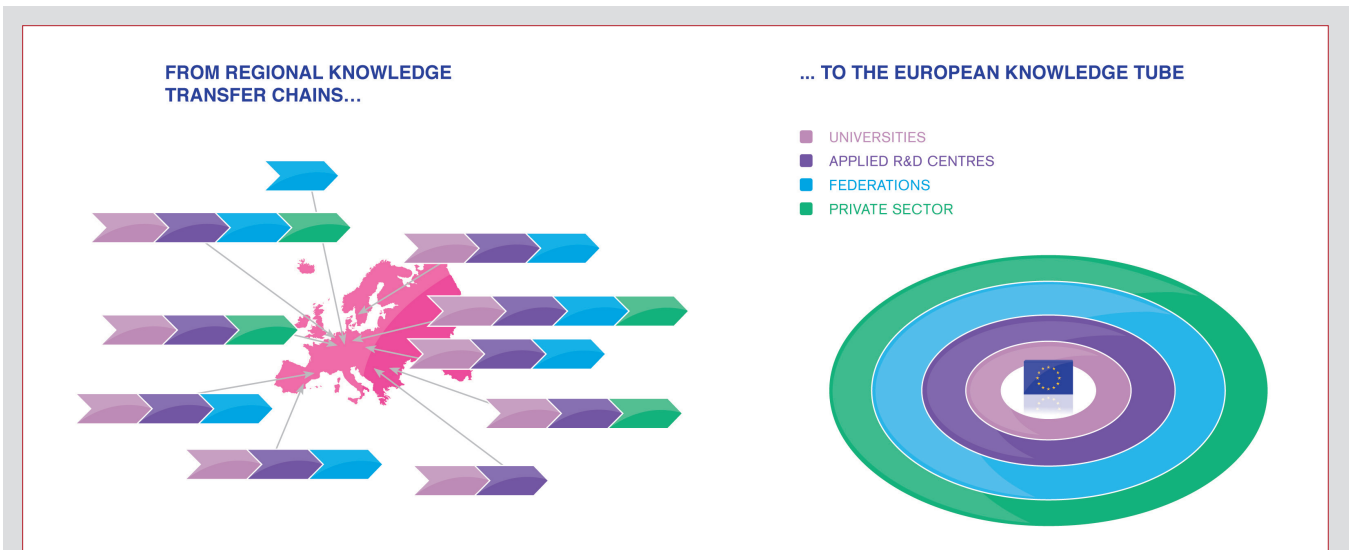 FROM REGIONAL KNOWLEDGE
TRANSFER CHAINS...
... TO THE EUROPEAN KNOWLEDGE TUBE
UNIVERSITIES
APPLIED R&D CENTRES
FEDERATIONS
PRIVATE SECTOR